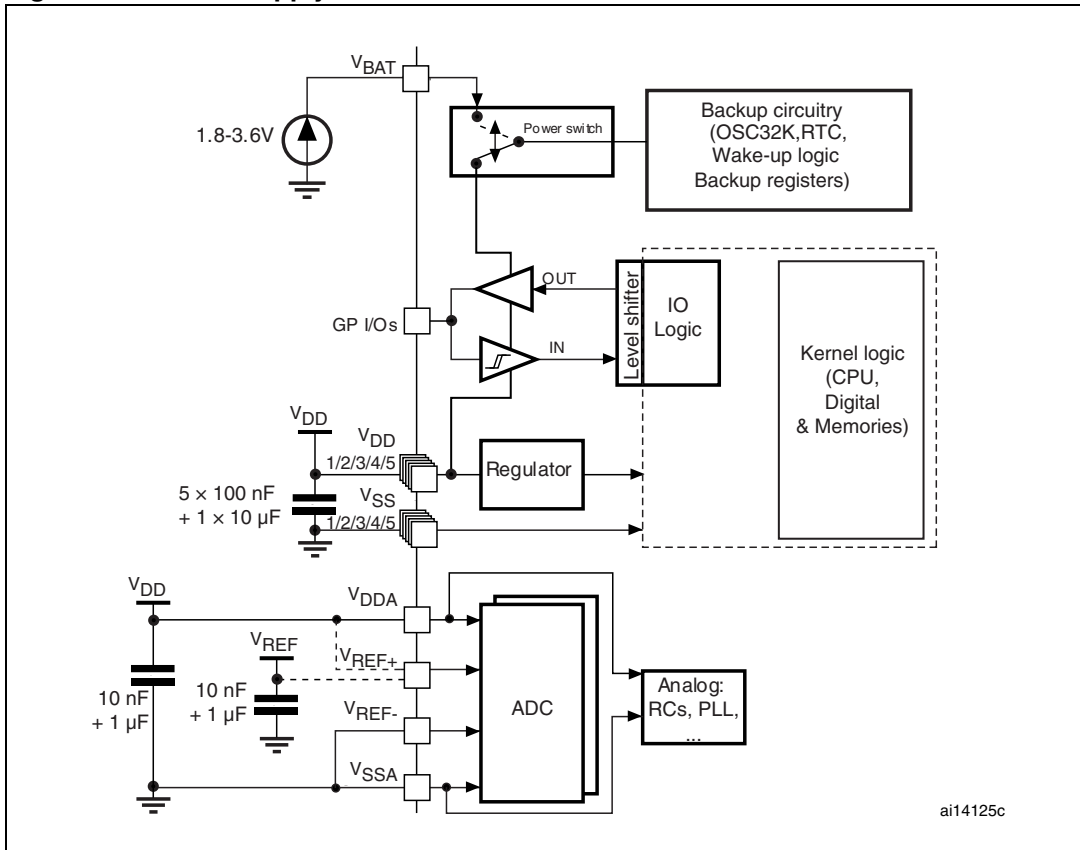 VBAT
1.8-3.6V
Power switch
Backup circuitry
(OSC32K,RTC,
Wake-up logic
Backup registers)
OUT
GP I/Os
IN
Level shifter
IO
Logic
Kernel logic
(CPU,
Digital
& Memories)
VDD
VDD
1/2/3/4/5
Regulator
5 × 100 nF
+ 1 × 10 µF
VSS
1/2/3/4/5
VDD
VDDA
VREF
VREF+
10 nF
+ 1 µF
10 nF
+ 1 µF
VREF-
VSSA
ADC
Analog:
RCs, PLL,
...
ai14125c